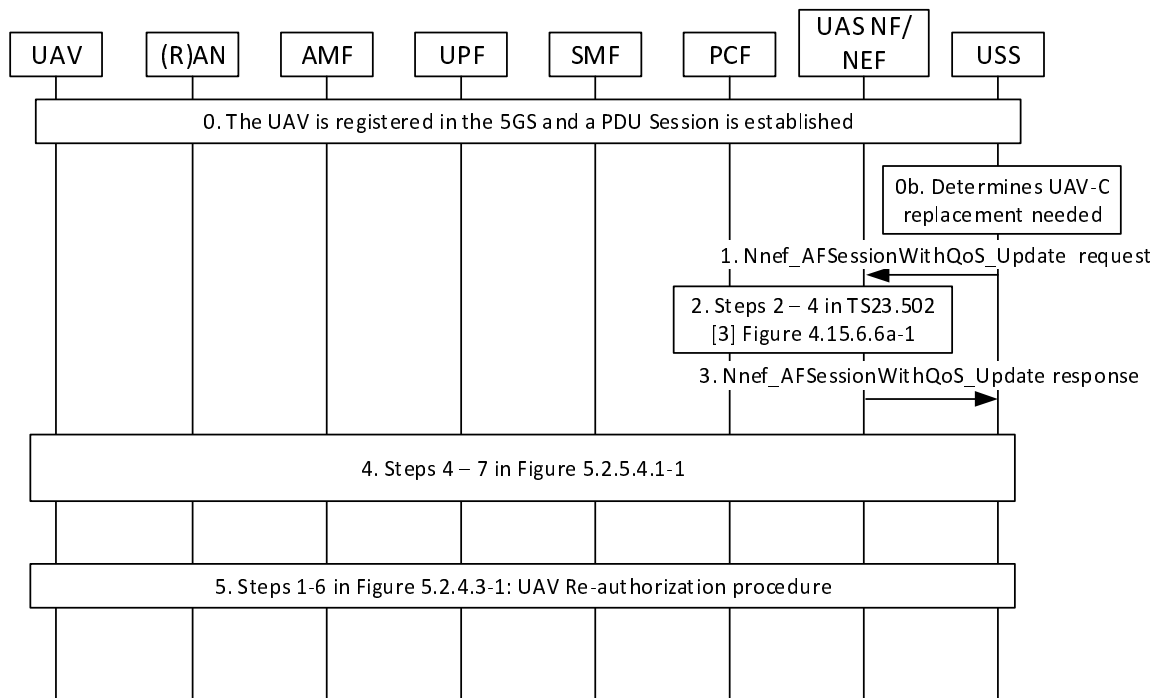 UAV
(R)AN
AMF
UPF
SMF
PCF
UAS NF/
NEF
USS
0. The UAV is registered in the 5GS and a PDU Session is established
0b. Determines UAV-C
replacement needed
1. Nnef_AFSessionWithQoS_Update request
2. Steps 2 – 4 in TS23.502
[3] Figure 4.15.6.6a-1
3. Nnef_AFSessionWithQoS_Update response
4. Steps 4 – 7 in Figure 5.2.5.4.1-1
5. Steps 1-6 in Figure 5.2.4.3-1: UAV Re-authorization procedure